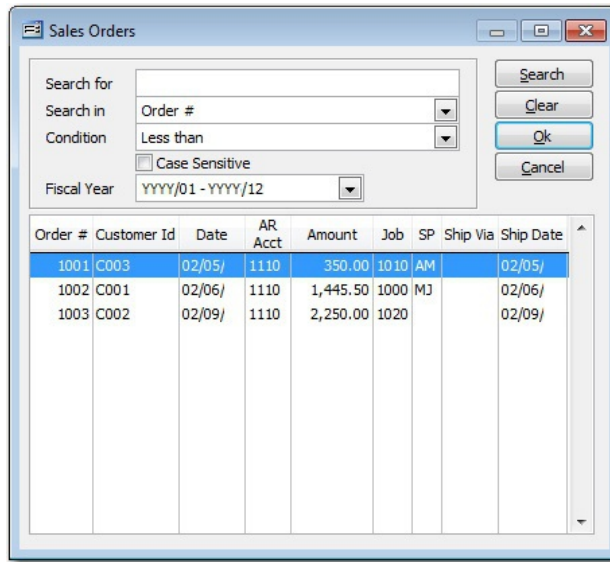 Sales Orders
Search for
Search
Search in Order #
Clear
Condition Less than
Ok
Case Sensitive
Cancel
Fiscal Year YYYY/01 - YYYY/12
Order # Customer Id Date AR Acct Amount Job SP Ship Via Ship Date
1001 C003 02/05/ 1110 350.00 1010 AM 02/05/
1002 C001 02/06/ 1110 1,445.50 1000 MJ 02/06/
1003 C002 02/09/ 1110 2,250.00 1020 02/09/